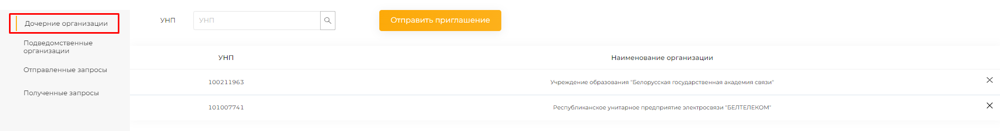 Дочерние организации
Подведомственные
организации
Отправленные запросы
Полученные запросы
УНП
УНП
Отправить приглашение
УНП Наименование организации
100211963 Учреждение образования "Белорусская государственная академия связи"
101007741 Республиканское унитарное предприятие электросвязи "БЕЛТЕЛЕКОМ"